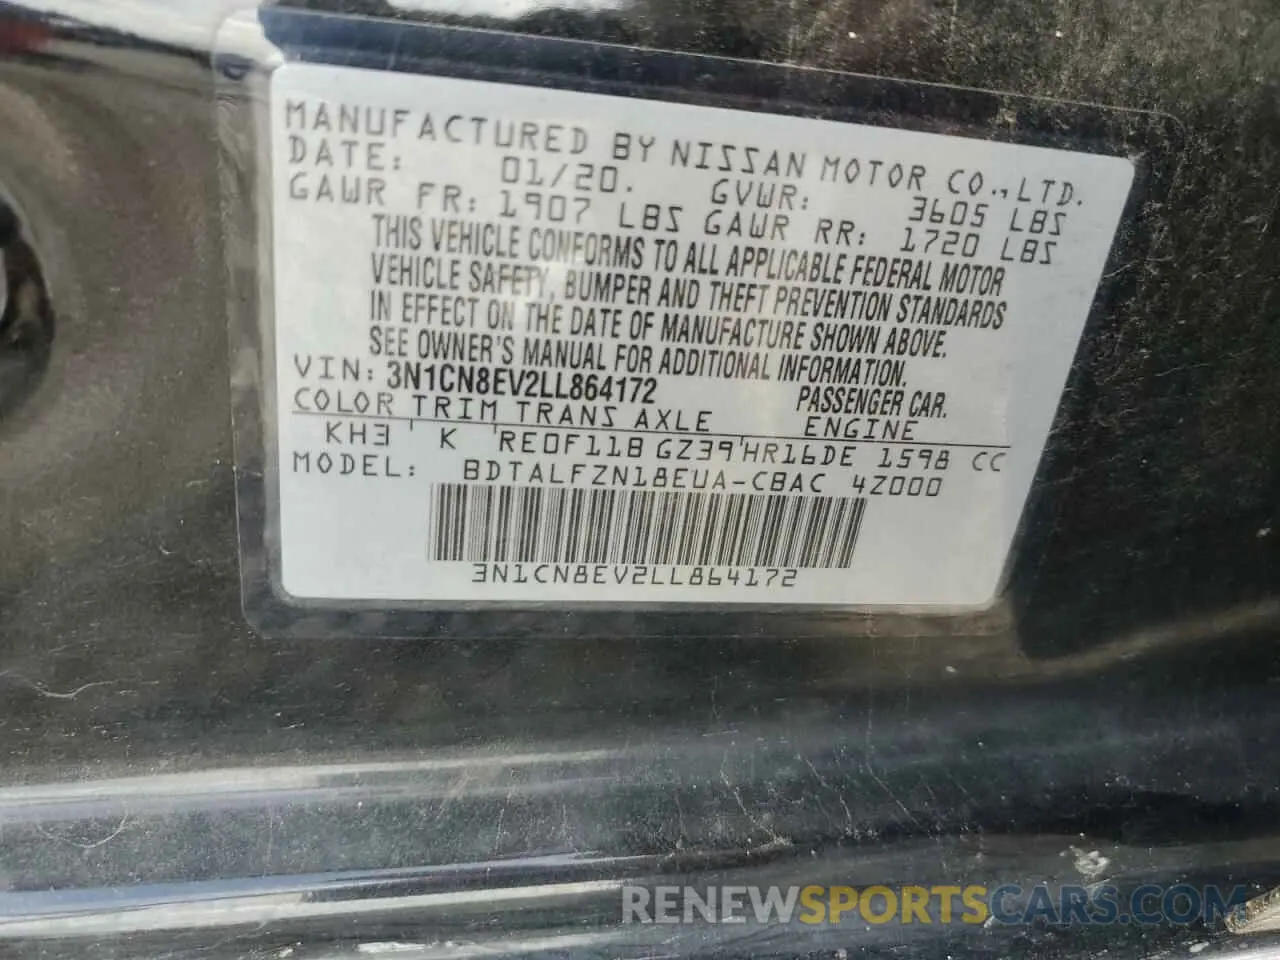 MANUFACTURED BY NISSAN MOTOR CO., LTD.
DATE: 01/20. GVWR: 3605 LBS
GAWR FR: 1907 LBS GAWR RR: 1720 LBS
THIS VEHICLE CONFORMS TO ALL APPLICABLE FEDERAL MOTOR
VEHICLE SAFETY, BUMPER AND THEFT PREVENTION STANDARDS
IN EFFECT ON THE DATE OF MANUFACTURE SHOWN ABOVE.
SEE OWNER'S MANUAL FOR ADDITIONAL INFORMATION.
VIN: 3N1CN8EV2LL864172 PASSENGER CAR.
COLOR TRIM TRANS AXLE ENGINE
KH3 K RE0F11B GZ39 HR16DE 1598 CC
MODEL: BDTALFZN18EUA-CBAC 4Z000
3N1CN8EV2LL864172
RENEWSPORTSCARS.COM